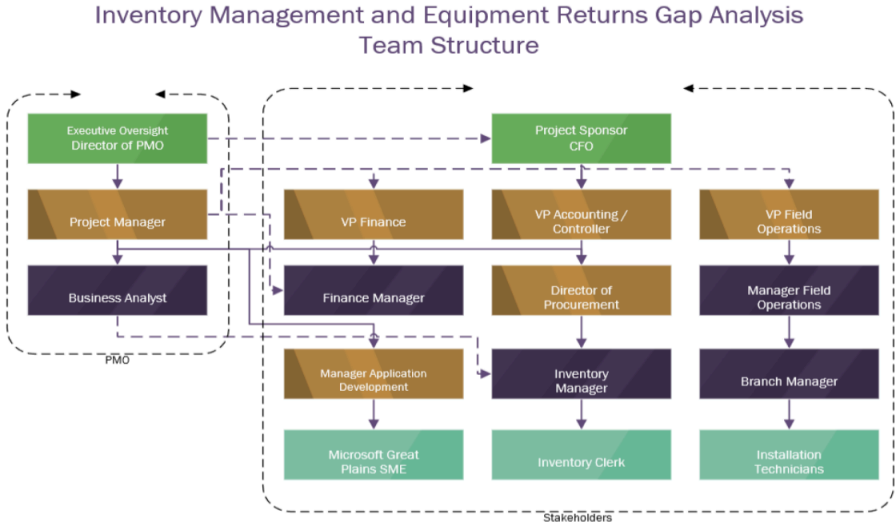 Inventory Management and Equipment Returns Gap Analysis
Team Structure
Executive Oversight
Director of PMO
Project Sponsor
CFO
Project Manager
VP Finance
VP Accounting /
Controller
VP Field
Operations
Business Analyst
Finance Manager
Director of
Procurement
Manager Field
Operations
PMO
Manager Application
Development
Inventory
Manager
Branch Manager
Microsoft Great
Plains SME
Inventory Clerk
Installation
Technicians
Stakeholders